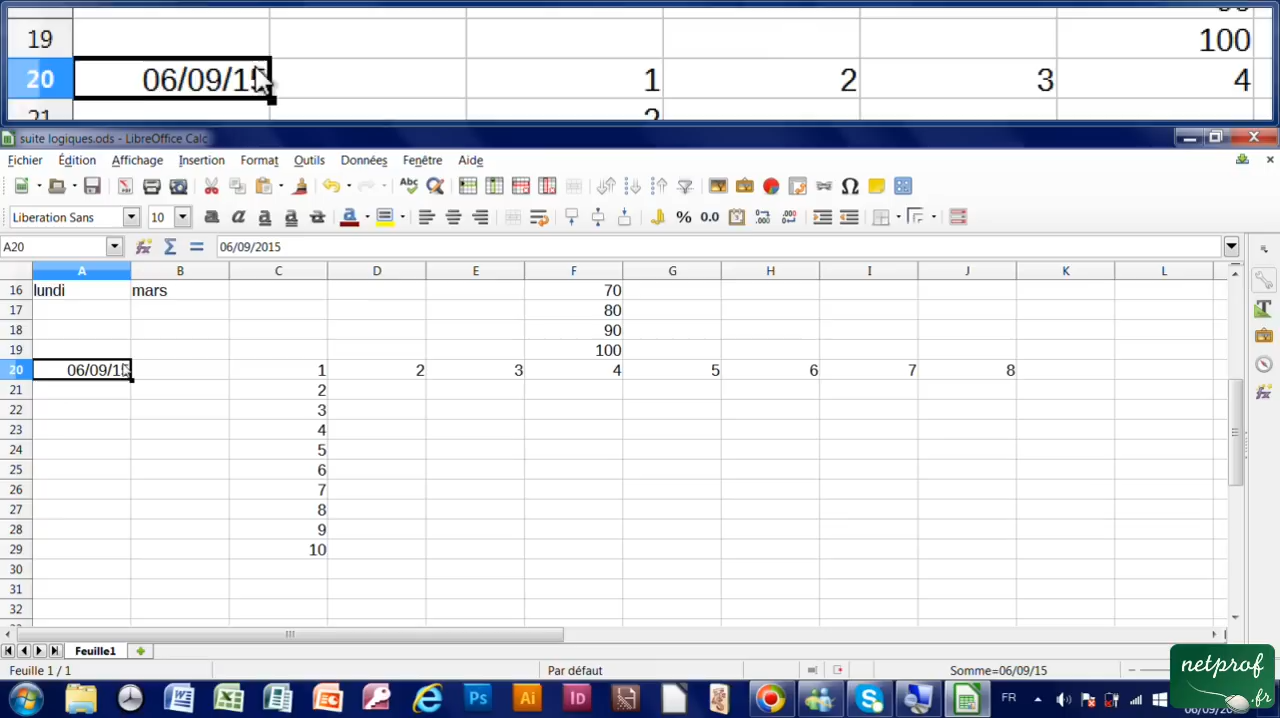 19 100
20 06/09/15 1 2 3 4
21 2
suite logiques.ods - LibreOffice Calc
Fichier Édition Affichage Insertion Format Outils Données Fenêtre Aide
Liberation Sans 10
A20 06/09/2015
A B C D E F G H I J K L
16 lundi mars 70
17 80
18 90
19 100
20 06/09/15 1 2 3 4 5 6 7 8
21 2
22 3
23 4
24 5
25 6
26 7
27 8
28 9
29 10
30
31
32
Feuille1
Feuille 1 / 1 Par défaut Somme=06/09/15
FR
netprof
.fr